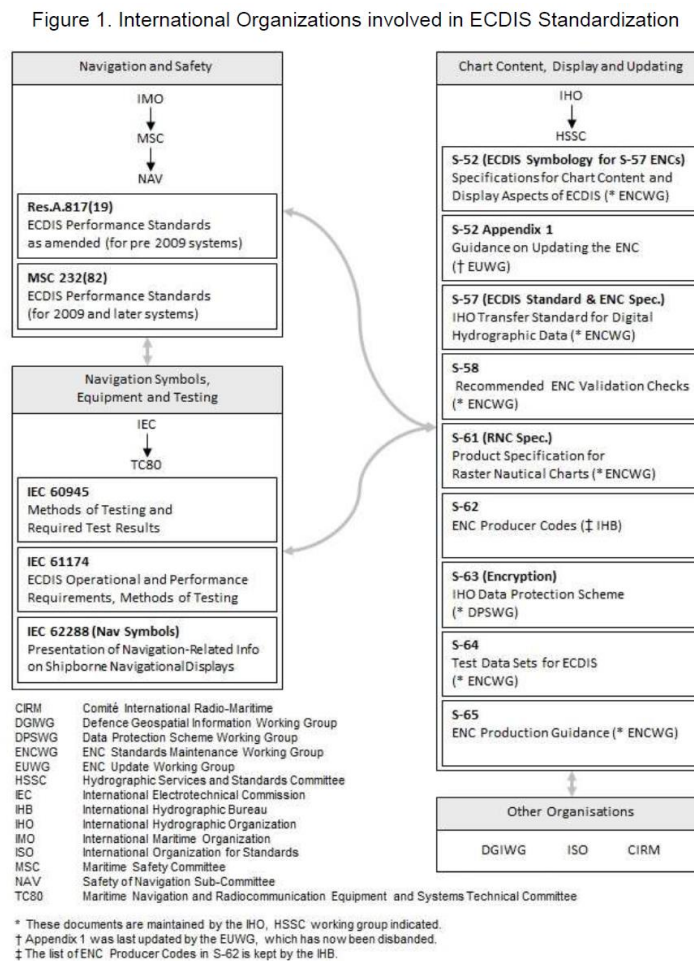 Figure 1. International Organizations involved in ECDIS Standardization
Navigation and Safety
IMO
MSC
NAV
Res.A.817(19)
ECDIS Performance Standards
as amended (for pre 2009 systems)
MSC 232(82)
ECDIS Performance Standards
(for 2009 and later systems)
Navigation Symbols,
Equipment and Testing
IEC
TC80
IEC 60945
Methods of Testing and
Required Test Results
IEC 61174
ECDIS Operational and Performance
Requirements, Methods of Testing
IEC 62288 (Nav Symbols)
Presentation of Navigation-Related Info
on Shipborne Navigational Displays
Chart Content, Display and Updating
IHO
HSSC
S-52 (ECDIS Symbology for S-57 ENCs)
Specifications for Chart Content and
Display Aspects of ECDIS (* ENCWG)
S-52 Appendix 1
Guidance on Updating the ENC
(† EUWG)
S-57 (ECDIS Standard & ENC Spec.)
IHO Transfer Standard for Digital
Hydrographic Data (* ENCWG)
S-58
Recommended ENC Validation Checks
(* ENCWG)
S-61 (RNC Spec.)
Product Specification for
Raster Nautical Charts (* ENCWG)
S-62
ENC Producer Codes (‡ IHB)
S-63 (Encryption)
IHO Data Protection Scheme
(* DPSWG)
S-64
Test Data Sets for ECDIS
(* ENCWG)
S-65
ENC Production Guidance (* ENCWG)
Other Organisations
DGIWG ISO CIRM
CIRM Comité International Radio-Maritime
DGIWG Defence Geospatial Information Working Group
DPSWG Data Protection Scheme Working Group
ENCWG ENC Standards Maintenance Working Group
EUWG ENC Update Working Group
HSSC Hydrographic Services and Standards Committee
IEC International Electrotechnical Commission
IHB International Hydrographic Bureau
IHO International Hydrographic Organization
IMO International Maritime Organization
ISO International Organization for Standards
MSC Maritime Safety Committee
NAV Safety of Navigation Sub-Committee
TC80 Maritime Navigation and Radiocommunication Equipment and Systems Technical Committee
* These documents are maintained by the IHO, HSSC working group indicated.
† Appendix 1 was last updated by the EUWG, which has now been disbanded.
‡ The list of ENC Producer Codes in S-62 is kept by the IHB.